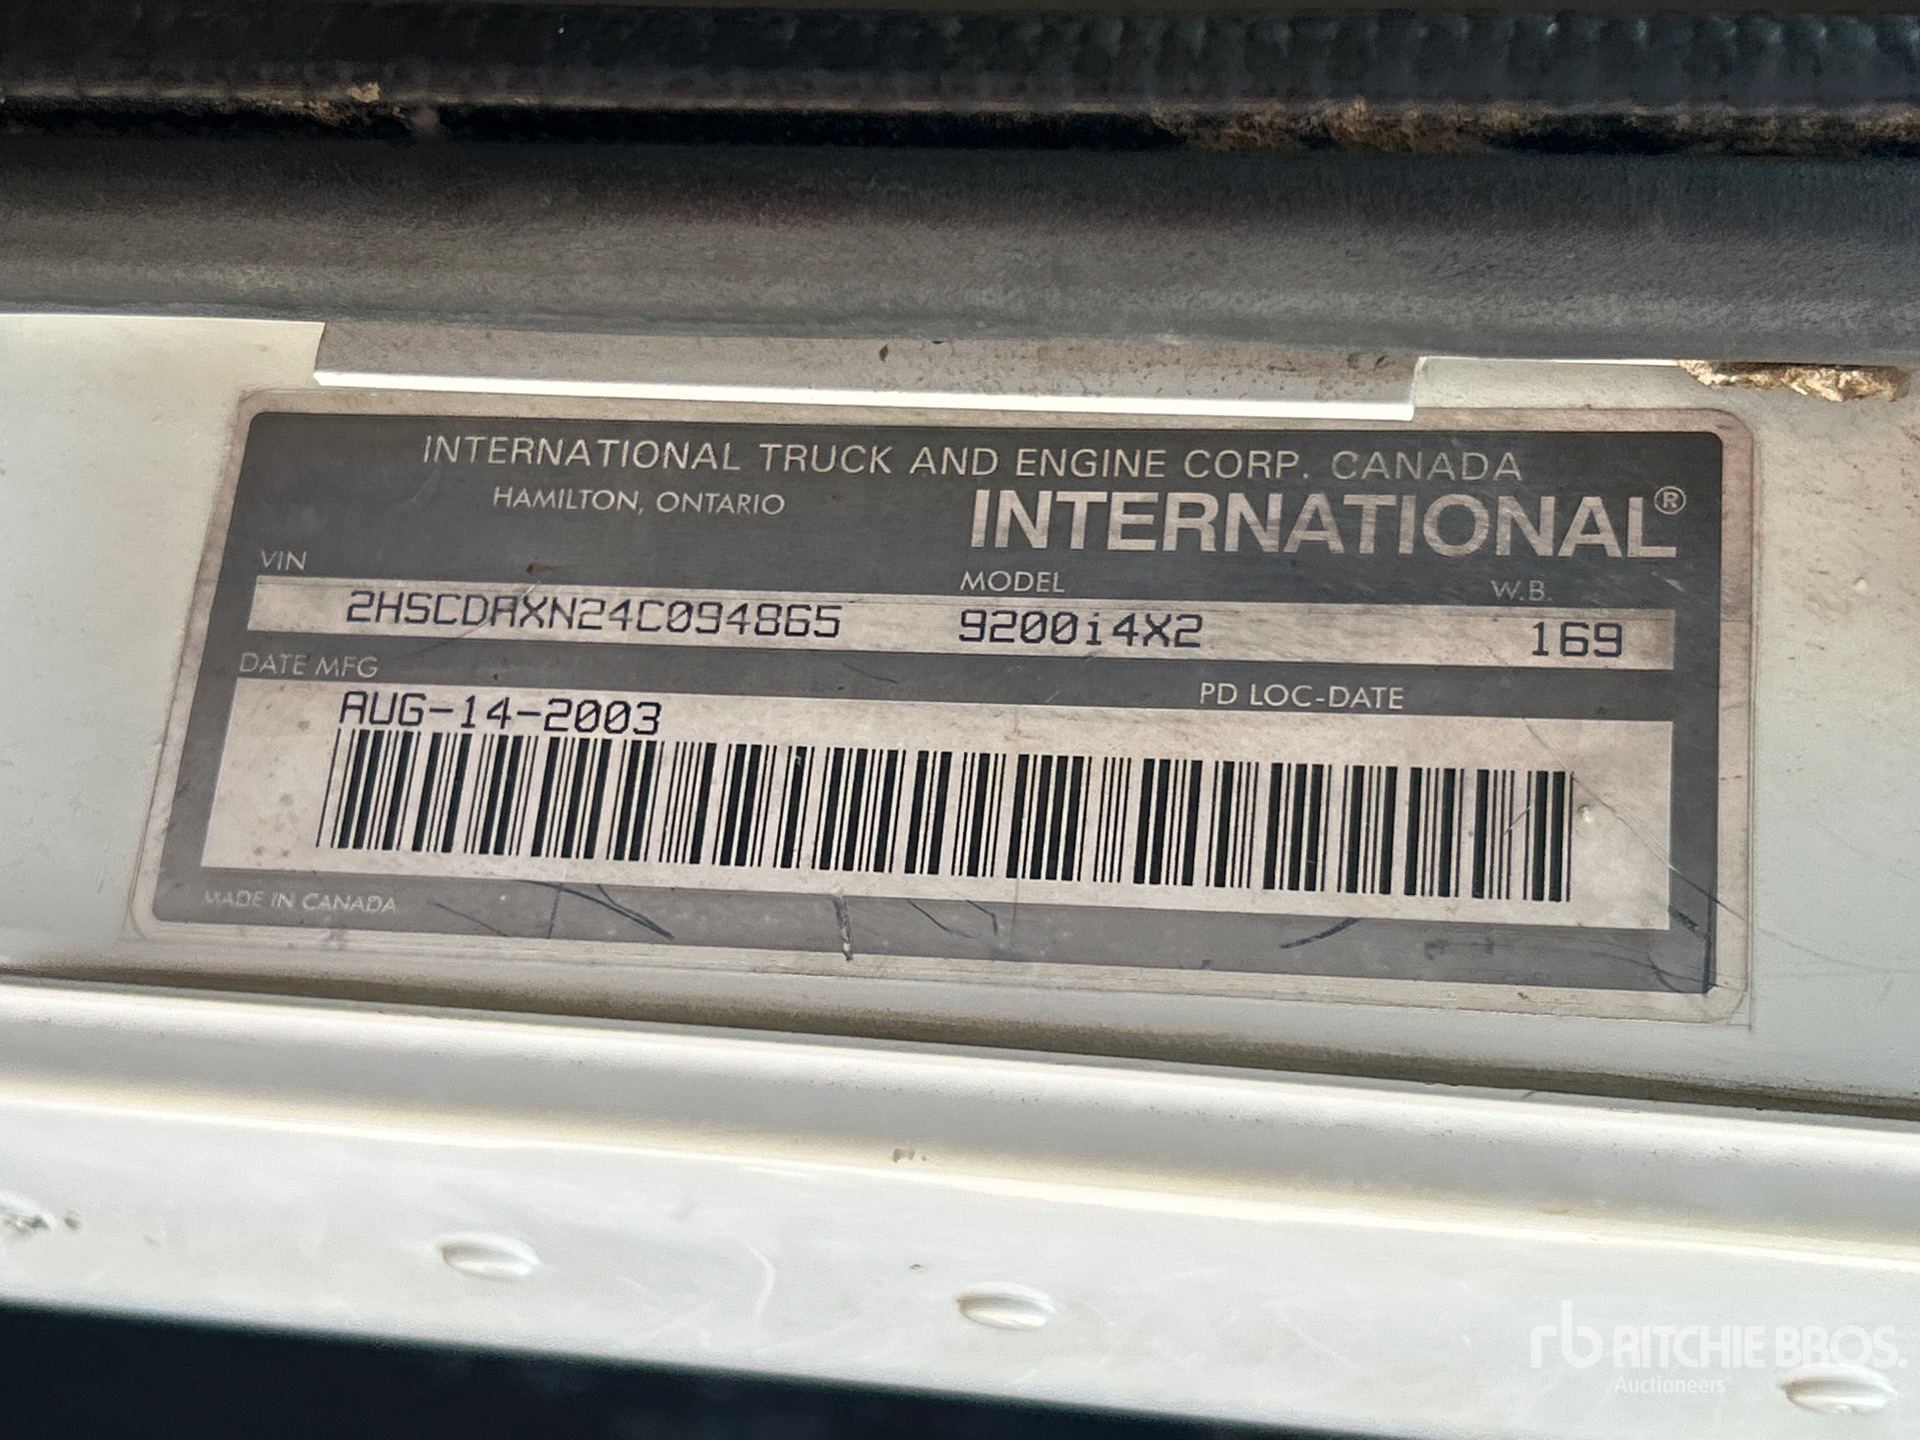 INTERNATIONAL TRUCK AND ENGINE CORP. CANADA
HAMILTON, ONTARIO
INTERNATIONAL®
VIN MODEL W.B.
2HSCDAXN24C094865 9200i4X2 169
DATE MFG PD LOC-DATE
AUG-14-2003
MADE IN CANADA
rb RITCHIE BROS.
Auctioneers